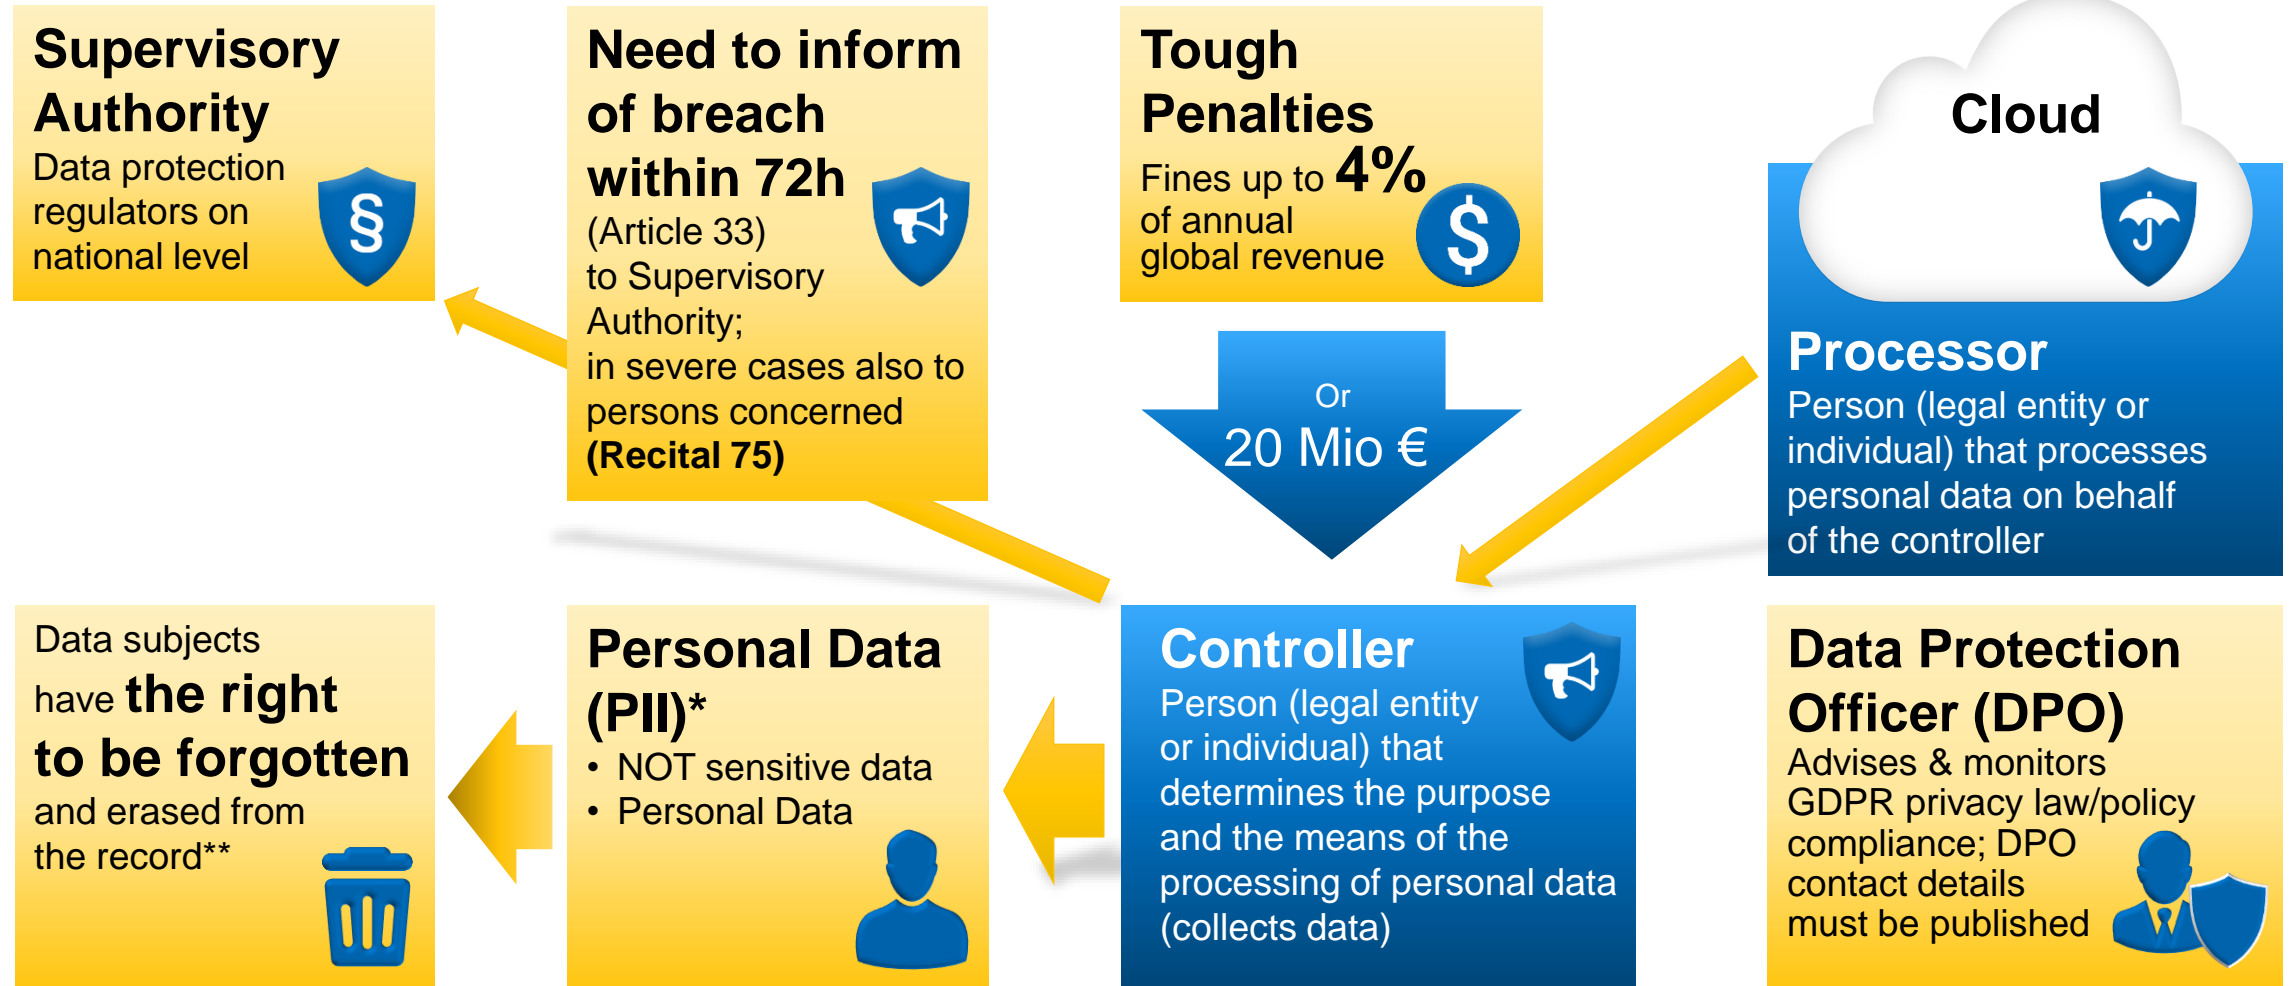 Supervisory
Authority
Data protection
regulators on
national level
§
Need to inform
of breach
within 72h
(Article 33)
to Supervisory
Authority;
in severe cases also to
persons concerned
(Recital 75)
Tough
Penalties
Fines up to 4%
of annual
global revenue
$
Or
20 Mio €
Cloud
Processor
Person (legal entity or
individual) that processes
personal data on behalf
of the controller
Data subjects
have the right
to be forgotten
and erased from
the record**
Personal Data
(PII)*
• NOT sensitive data
• Personal Data
Controller
Person (legal entity
or individual) that
determines the purpose
and the means of the
processing of personal data
(collects data)
Data Protection
Officer (DPO)
Advises & monitors
GDPR privacy law/policy
compliance; DPO
contact details
must be published